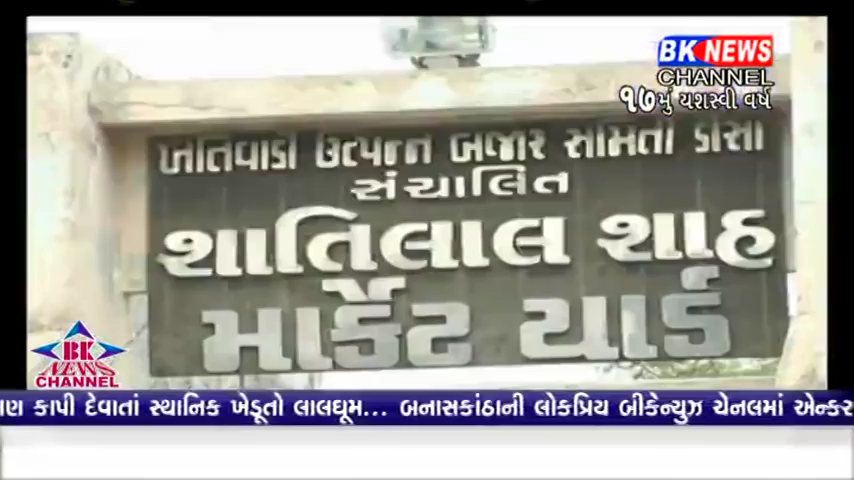 BK NEWS
CHANNEL
૧૭મું યશસ્વી વર્ષ
ખેતિવાડી ઉત્પન્ન બજાર સમિતી ડીસા
સંચાલિત
શાતિલાલ શાહ
માર્કેટ યાર્ડ
BK
NEWS
CHANNEL
ણ કાપી દેવાતાં સ્થાનિક ખેડૂતો લાલઘૂમ... બનાસકાંઠાની લોકપ્રિય બીકેન્યુઝ ચેનલમાં એન્કર